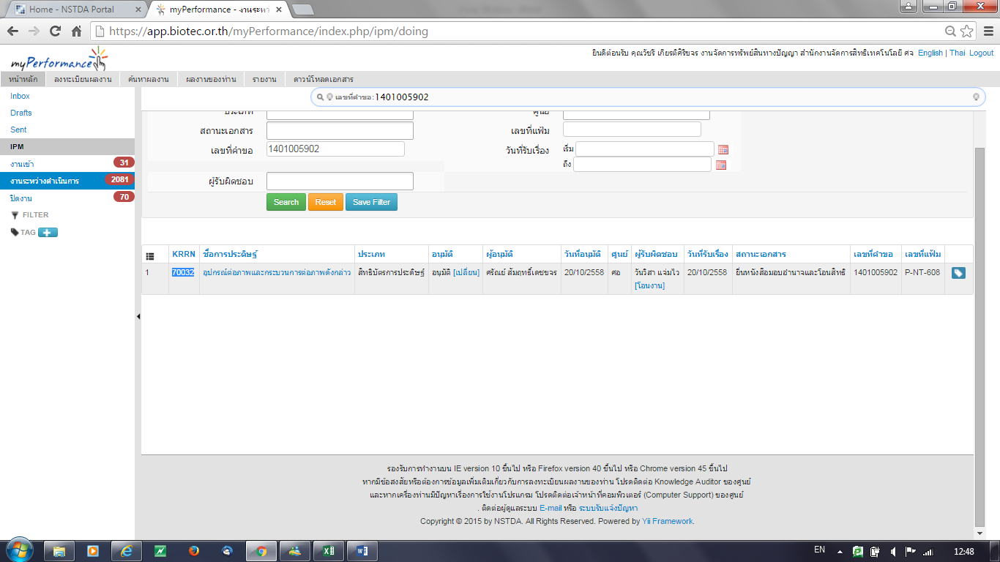 Home - NSTDA Portal
myPerformance - งานระหว่
https://app.biotec.or.th/myPerformance/index.php/ipm/doing
myPerformance
ยินดีต้อนรับ คุณวัชรี เกียรติศิริขจร งานจัดการทรัพย์สินทางปัญญา สำนักงานจัดการสิทธิเทคโนโลยี ศจ English | Thai Logout
หน้าหลัก ลงทะเบียนผลงาน ค้นหาผลงาน ผลงานของท่าน รายงาน ดาวน์โหลดเอกสาร
Inbox
Drafts
Sent
IPM
งานเข้า 31
งานระหว่างดำเนินการ 2081
ปิดงาน 70
FILTER
TAG
เลขที่คำขอ:1401005902
ประเภท ศูนย์
สถานะเอกสาร เลขที่แฟ้ม
เลขที่คำขอ 1401005902 วันที่รับเรื่อง เริ่ม
ถึง
ผู้รับผิดชอบ
Search Reset Save Filter
KRRN ชื่อการประดิษฐ์ ประเภท อนุมัติ ผู้อนุมัติ วันที่อนุมัติ ศูนย์ ผู้รับผิดชอบ วันที่รับเรื่อง สถานะเอกสาร เลขที่คำขอ เลขที่แฟ้ม
1 70032 อุปกรณ์ต่อภาพและกระบวนการต่อภาพดังกล่าว สิทธิบัตรการประดิษฐ์ อนุมัติ [เปลี่ยน] ศรัณย์ สัมฤทธิ์เดชขจร 20/10/2558 ศอ วันวิสา แจ่มไว 20/10/2558 ยื่นหนังสือมอบอำนาจและโอนสิทธิ 1401005902 P-NT-608
[โอนงาน]
รองรับการทำงานบน IE version 10 ขึ้นไป หรือ Firefox version 40 ขึ้นไป หรือ Chrome version 45 ขึ้นไป
หากมีข้อสงสัยหรือต้องการข้อมูลเพิ่มเติมเกี่ยวกับการลงทะเบียนผลงานของท่าน โปรดติดต่อ Knowledge Auditor ของศูนย์
และหากเครื่องท่านมีปัญหาเรื่องการใช้งานโปรแกรม โปรดติดต่อเจ้าหน้าที่คอมพิวเตอร์ (Computer Support) ของศูนย์
. ติดต่อผู้ดูแลระบบ E-mail หรือ ระบบรับแจ้งปัญหา
Copyright © 2015 by NSTDA. All Rights Reserved. Powered by Yii Framework.
EN 12:48